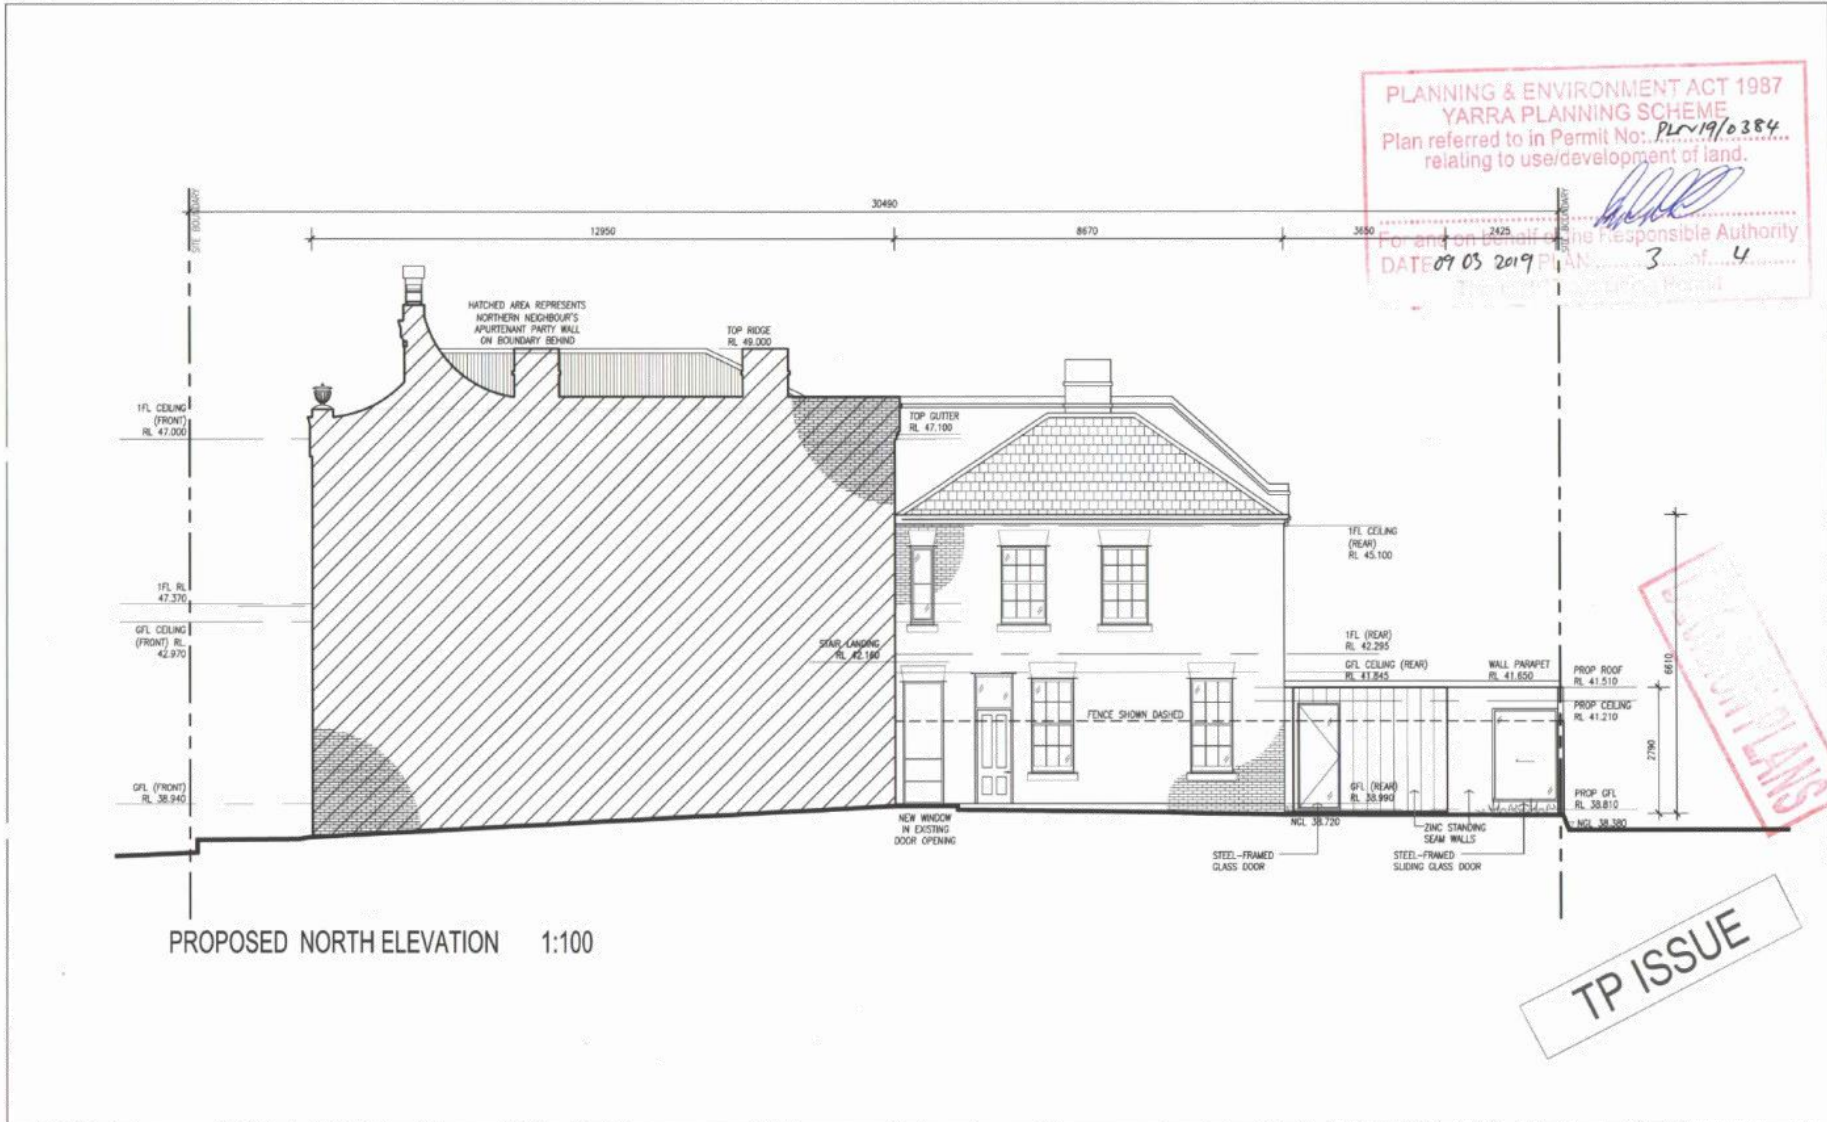 PLANNING & ENVIRONMENT ACT 1987
YARRA PLANNING SCHEME
Plan referred to in Permit No: PLN19/0384
relating to use/development of land.
For and on behalf of the Responsible Authority
DATE 09 03 2019 PLAN 3 of 4
SITE BOUNDARY
30490
SITE BOUNDARY
12950
8670
3650
2425
HATCHED AREA REPRESENTS
NORTHERN NEIGHBOUR'S
APURTENANT PARTY WALL
ON BOUNDARY BEHIND
TOP RIDGE
RL 49.000
1FL CEILING
(FRONT)
RL 47.000
TOP GUTTER
RL 47.100
1FL CEILING
(REAR)
RL 45.100
1FL RL
47.370
GFL CEILING
(FRONT) RL
42.970
STAIR LANDING
RL 42.160
1FL (REAR)
RL 42.295
GFL CEILING (REAR)
RL 41.845
WALL PARAPET
RL 41.650
PROP ROOF
RL 41.510
PROP CEILING
RL 41.210
6610
2790
FENCE SHOWN DASHED
GFL (FRONT)
RL 38.940
GFL (REAR)
RL 38.990
PROP GFL
RL 38.810
NGL 38.380
NGL 38.720
NEW WINDOW
IN EXISTING
DOOR OPENING
ZINC STANDING
SEAM WALLS
STEEL-FRAMED
GLASS DOOR
STEEL-FRAMED
SLIDING GLASS DOOR
PROPOSED NORTH ELEVATION 1:100
TP ISSUE
PLANS